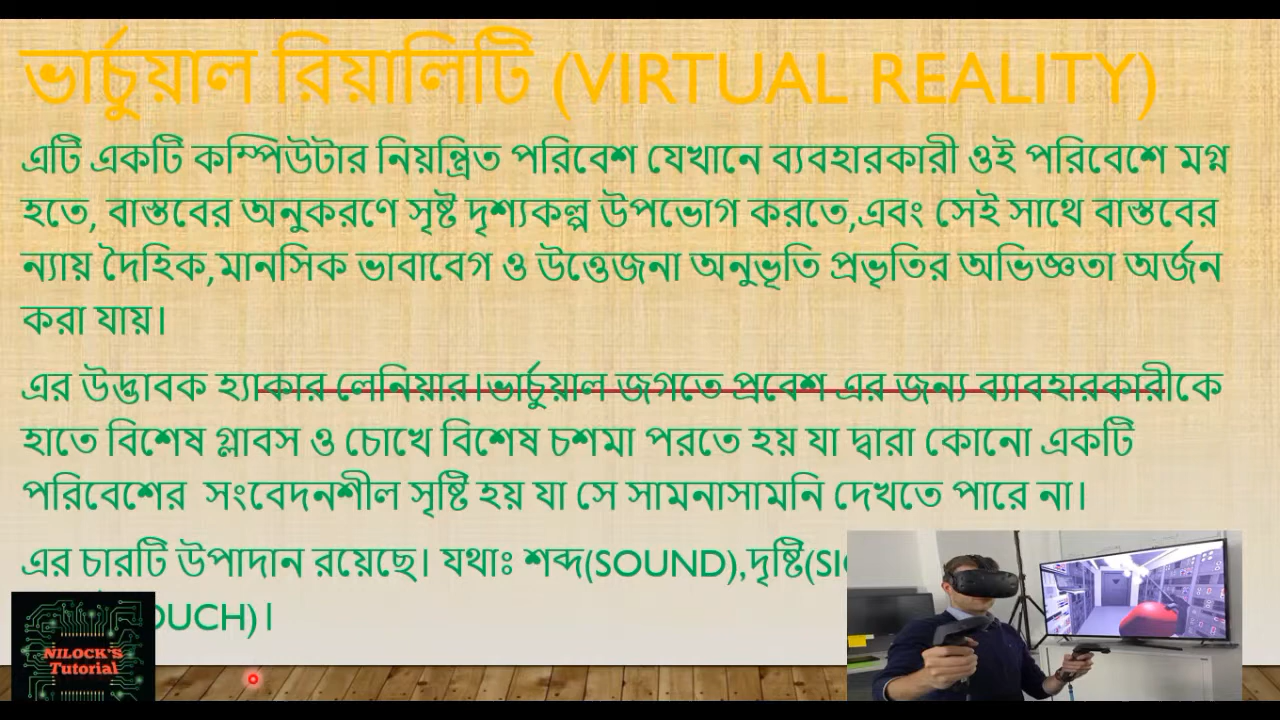 ভার্চুয়াল রিয়ালিটি (VIRTUAL REALITY)
এটি একটি কম্পিউটার নিয়ন্ত্রিত পরিবেশ যেখানে ব্যবহারকারী ওই পরিবেশে মগ্ন
হতে, বাস্তবের অনুকরণে সৃষ্ট দৃশ্যকল্প উপভোগ করতে,এবং সেই সাথে বাস্তবের
ন্যায় দৈহিক,মানসিক ভাবাবেগ ও উত্তেজনা অনুভূতি প্রভৃতির অভিজ্ঞতা অর্জন
করা যায়।
এর উদ্ভাবক হ্যাকার লেনিয়ার।ভার্চুয়াল জগতে প্রবেশ এর জন্য ব্যাবহারকারীকে
হাতে বিশেষ গ্লাবস ও চোখে বিশেষ চশমা পরতে হয় যা দ্বারা কোনো একটি
পরিবেশের সংবেদনশীল সৃষ্টি হয় যা সে সামনাসামনি দেখতে পারে না।
এর চারটি উপাদান রয়েছে। যথাঃ শব্দ(SOUND),দৃষ্টি(SI
OUCH)।
NILOCK'S
Tutorial